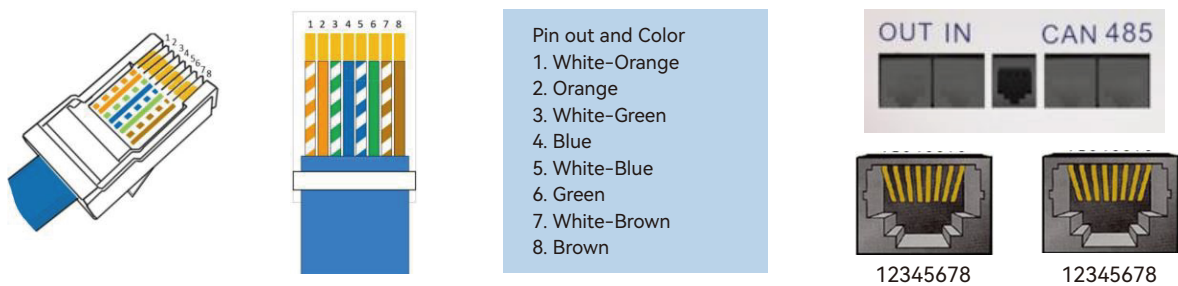 1
2
3
4
5
6
7
8
1 2 3 4 5 6 7 8
Pin out and Color
1. White-Orange
2. Orange
3. White-Green
4. Blue
5. White-Blue
6. Green
7. White-Brown
8. Brown
OUT IN CAN 485
12345678 12345678